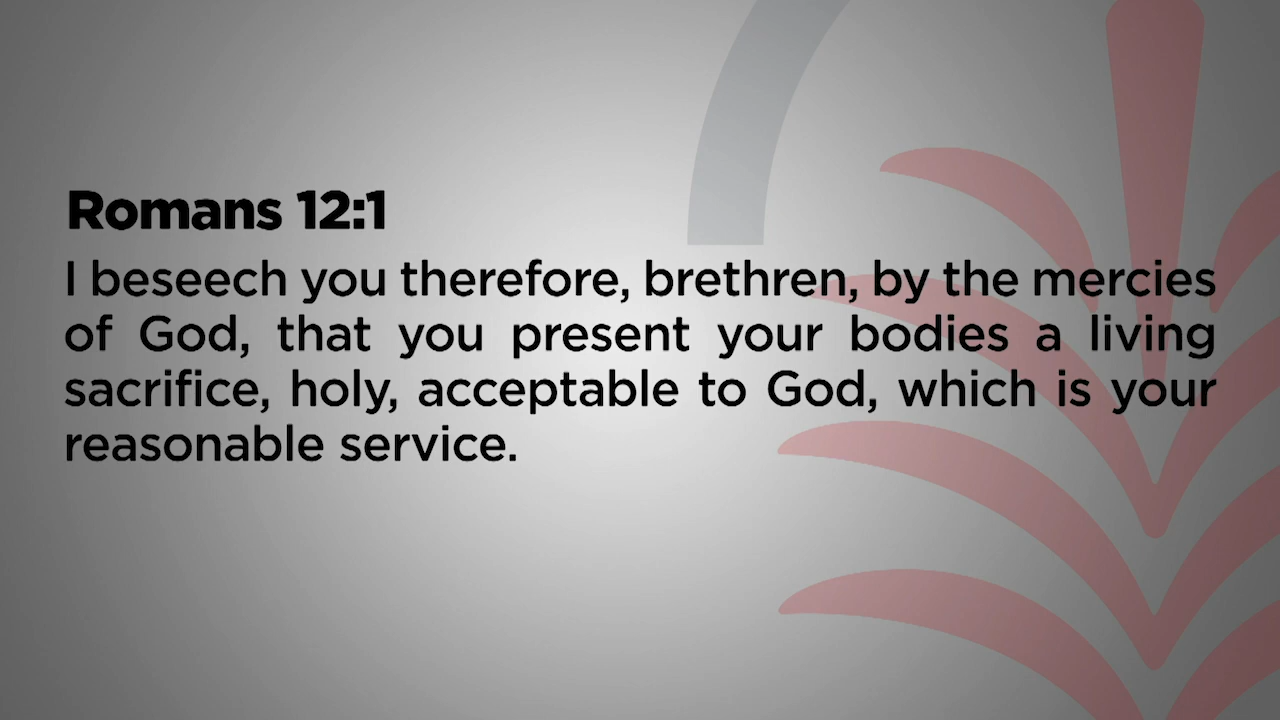 Romans 12:1
I beseech you therefore, brethren, by the mercies
of God, that you present your bodies a living
sacrifice, holy, acceptable to God, which is your
reasonable service.